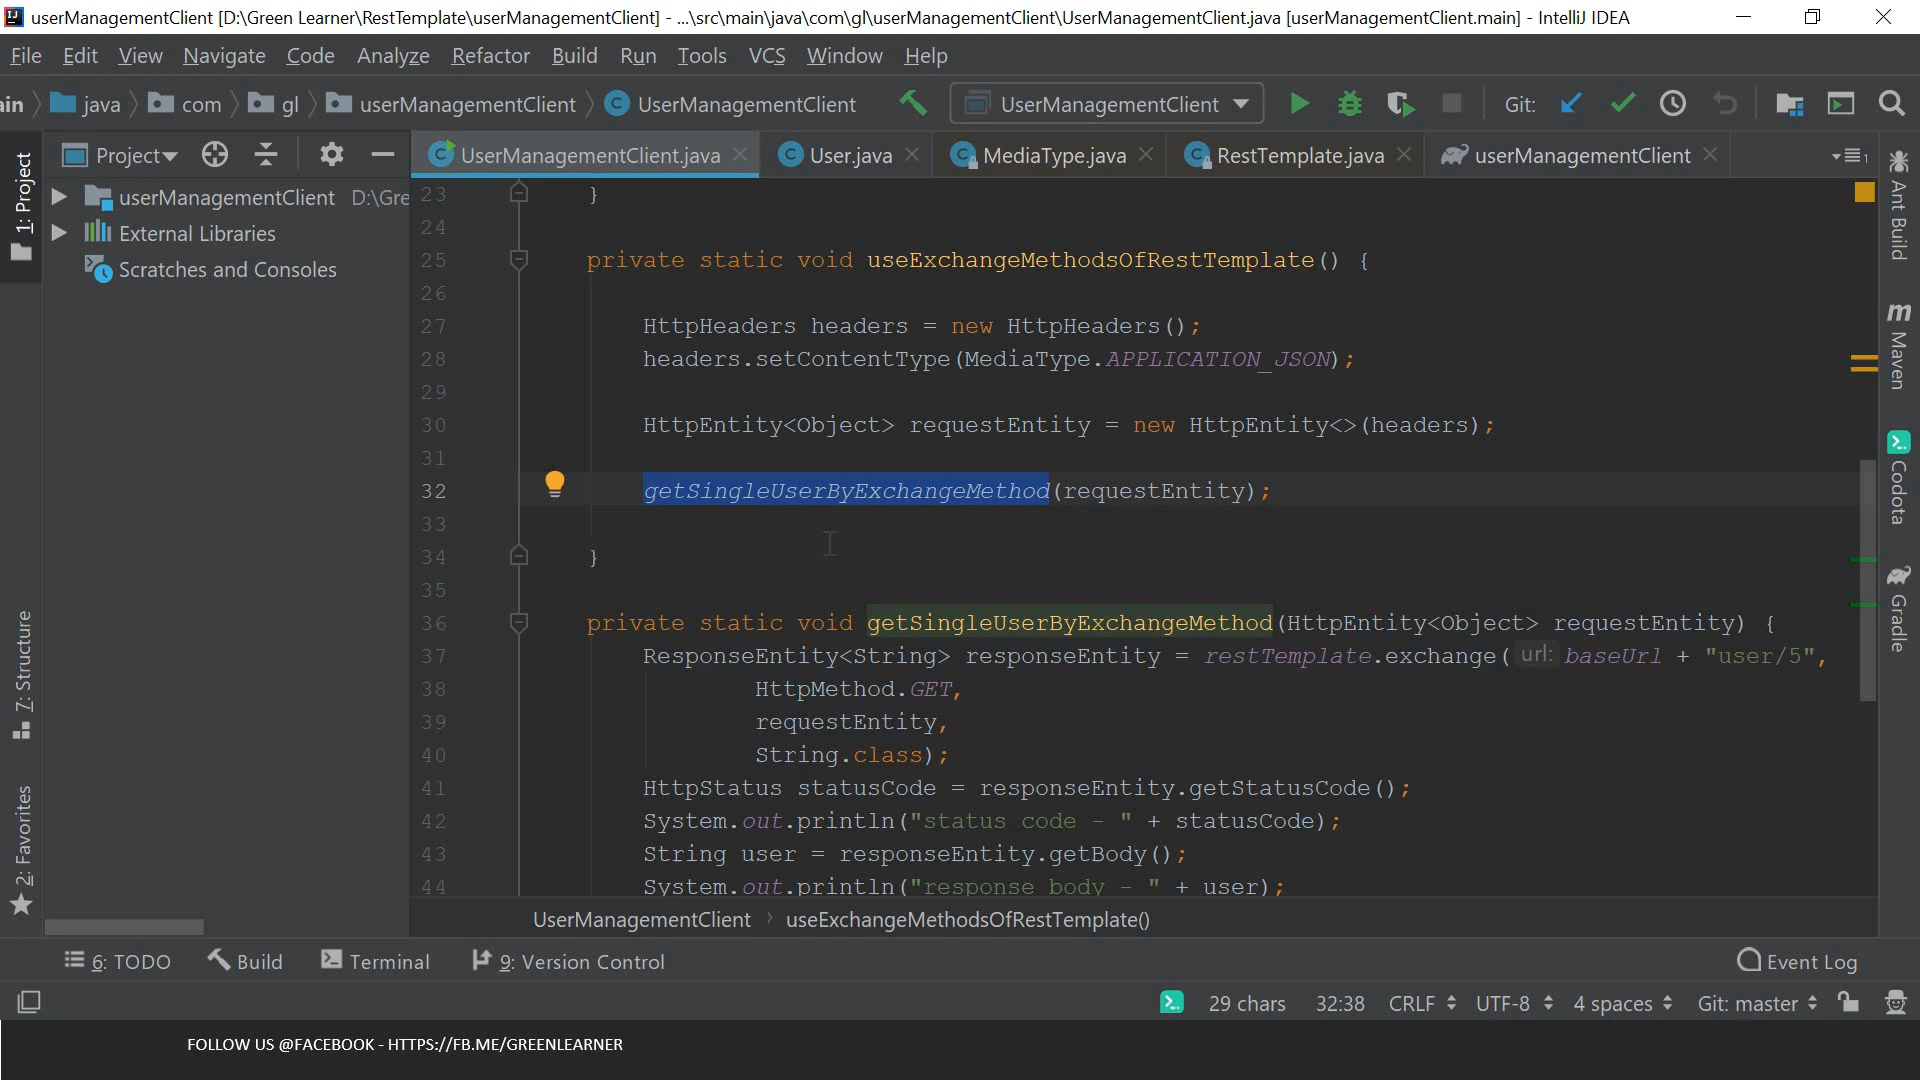 userManagementClient [D:\Green Learner\RestTemplate\userManagementClient] - ...\src\main\java\com\gl\userManagementClient\UserManagementClient.java [userManagementClient.main] - IntelliJ IDEA
File Edit View Navigate Code Analyze Refactor Build Run Tools VCS Window Help
ain java com gl userManagementClient UserManagementClient UserManagementClient Git:
Project UserManagementClient.java User.java MediaType.java RestTemplate.java userManagementClient 1
1: Project
7: Structure
2: Favorites
userManagementClient D:\Gre
External Libraries
Scratches and Consoles
23 }
24
25 private static void useExchangeMethodsOfRestTemplate() {
26
27 HttpHeaders headers = new HttpHeaders();
28 headers.setContentType(MediaType.APPLICATION_JSON);
29
30 HttpEntity<Object> requestEntity = new HttpEntity<>(headers);
31
32 getSingleUserByExchangeMethod(requestEntity);
33
34 }
35
36 private static void getSingleUserByExchangeMethod(HttpEntity<Object> requestEntity) {
37 ResponseEntity<String> responseEntity = restTemplate.exchange( url: baseUrl + "user/5",
38 HttpMethod.GET,
39 requestEntity,
40 String.class);
41 HttpStatus statusCode = responseEntity.getStatusCode();
42 System.out.println("status code - " + statusCode);
43 String user = responseEntity.getBody();
44 System.out.println("response body - " + user);
UserManagementClient useExchangeMethodsOfRestTemplate()
Ant Build
m Maven
Codota
Gradle
6: TODO Build Terminal 9: Version Control Event Log
29 chars 32:38 CRLF UTF-8 4 spaces Git: master
FOLLOW US @FACEBOOK - HTTPS://FB.ME/GREENLEARNER